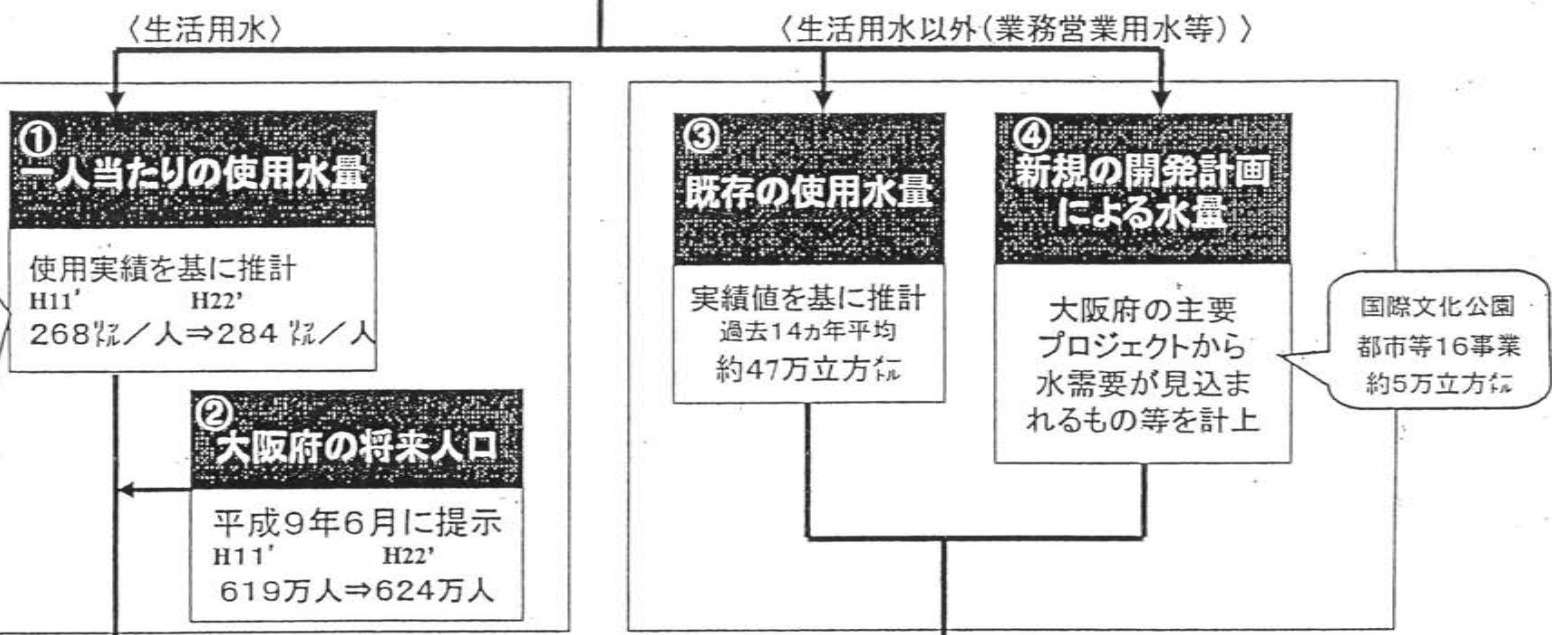 〈生活用水〉
〈生活用水以外(業務営業用水等)〉
①
一人当たりの使用水量
使用実績を基に推計
H11' H22'
268㍑/人⇒284㍑/人
②
大阪府の将来人口
平成9年6月に提示
H11' H22'
619万人⇒624万人
③
既存の使用水量
実績値を基に推計
過去14ヵ年平均
約47万立方㍍
④
新規の開発計画
による水量
大阪府の主要
プロジェクトから
水需要が見込ま
れるもの等を計上
国際文化公園
都市等16事業
約5万立方㍍